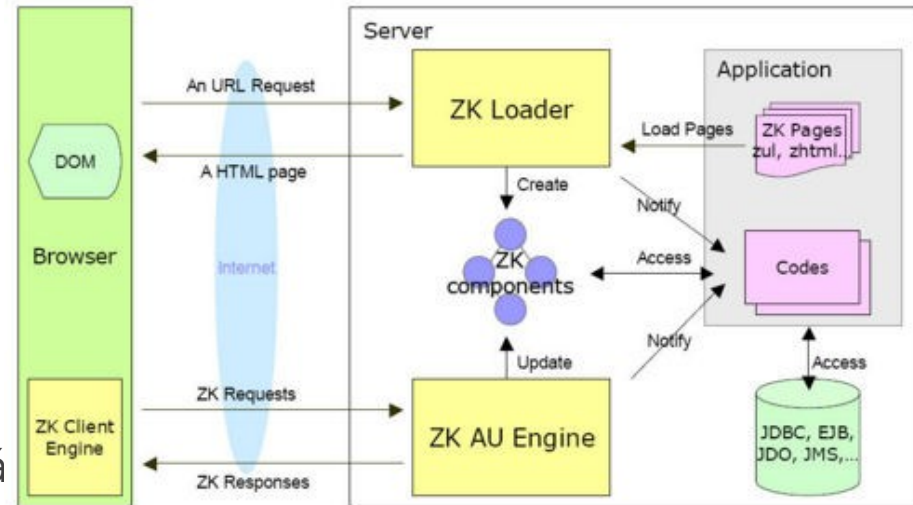 Server
An URL Request
ZK Loader
Application
Load Pages
ZK Pages
zul, zhtml...
DOM
A HTML page
Create
Notify
Browser
Internet
ZK
components
Access
Codes
Notify
Update
Access
ZK Requests
ZK Client
Engine
ZK AU Engine
JDBC, EJB,
JDO, JMS,...
ZK Responses